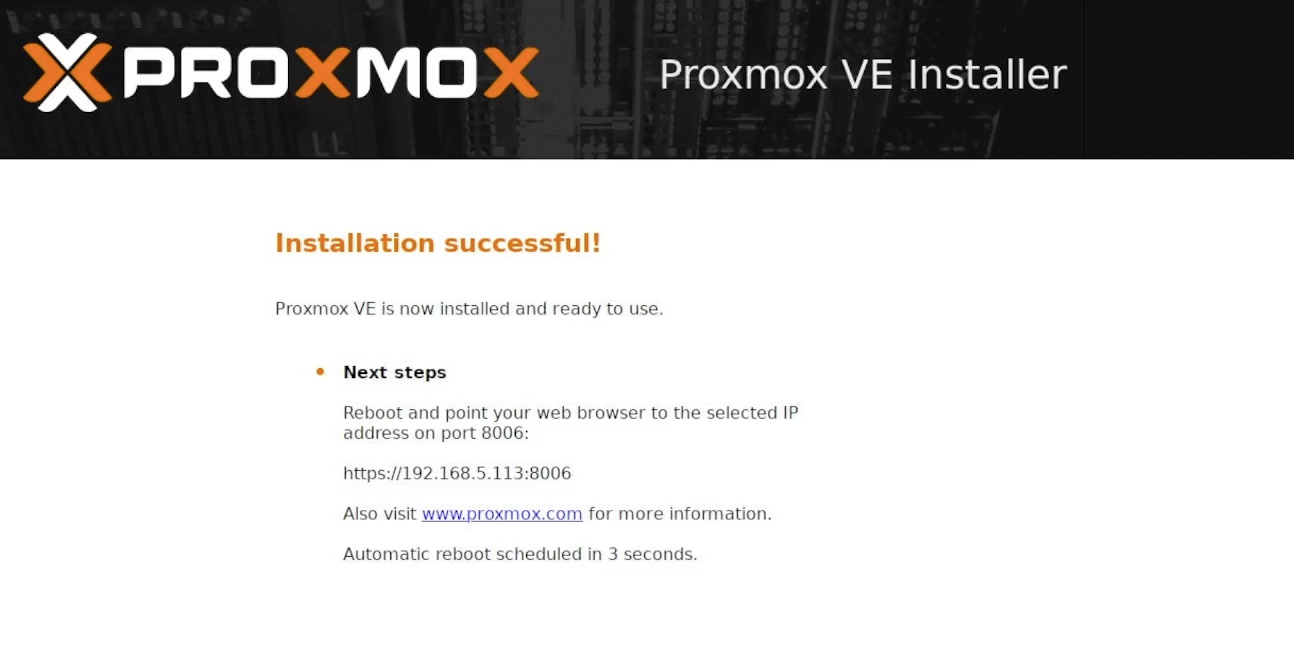 PROXMOX
Proxmox VE Installer
Installation successful!
Proxmox VE is now installed and ready to use.
Next steps
Reboot and point your web browser to the selected IP
address on port 8006:
https://192.168.5.113:8006
Also visit www.proxmox.com for more information.
Automatic reboot scheduled in 3 seconds.